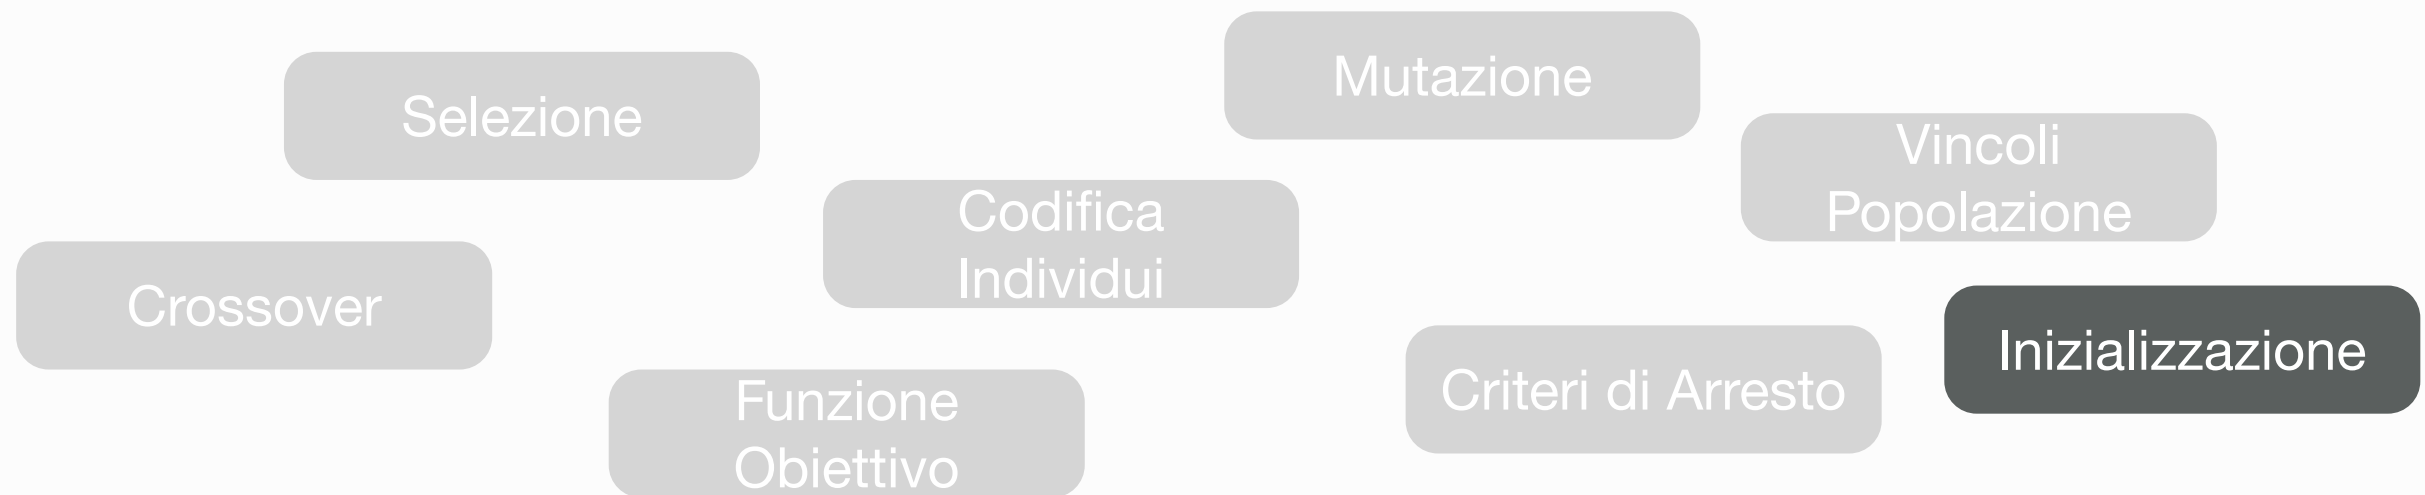 Mutazione
Selezione
Vincoli
Popolazione
Codifica
Individui
Crossover
Inizializzazione
Criteri di Arresto
Funzione
Obiettivo